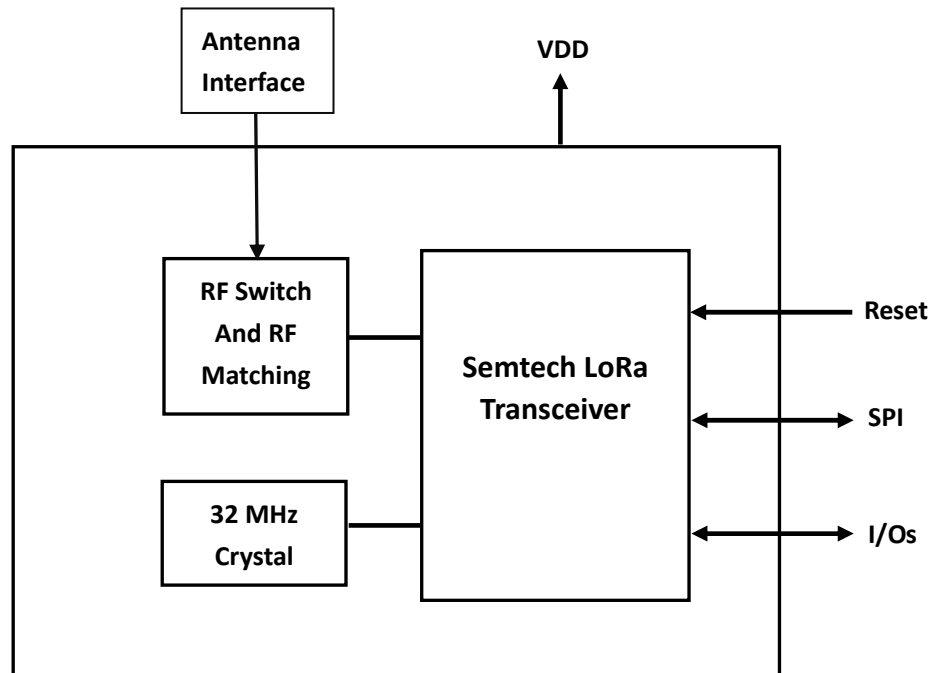 Antenna
Interface
VDD
RF Switch
And RF
Matching
Semtech LoRa
Transceiver
Reset
SPI
32 MHz
Crystal
I/Os